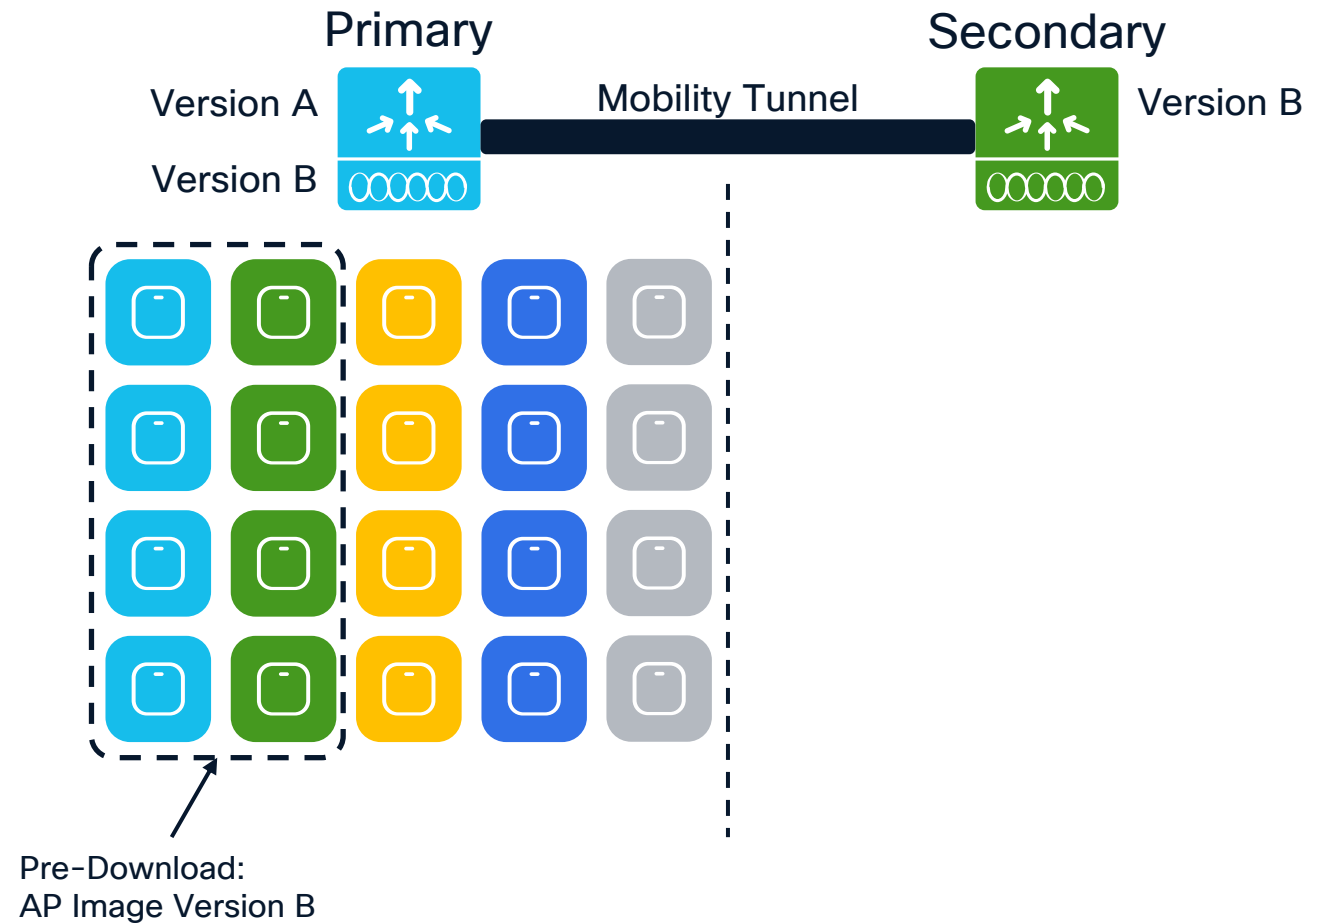 Primary
Secondary
Version A
Mobility Tunnel
Version B
Version B
Pre-Download:
AP Image Version B